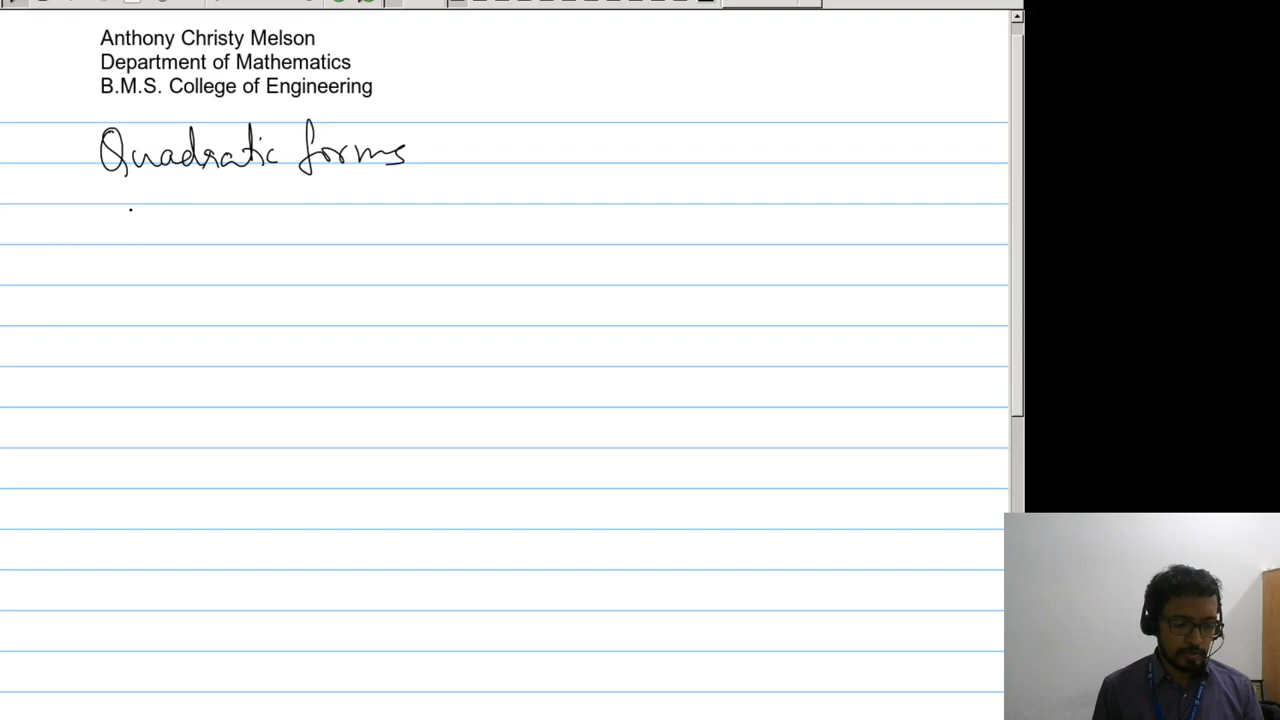 Anthony Christy Melson
Department of Mathematics
B.M.S. College of Engineering
Quadratic forms